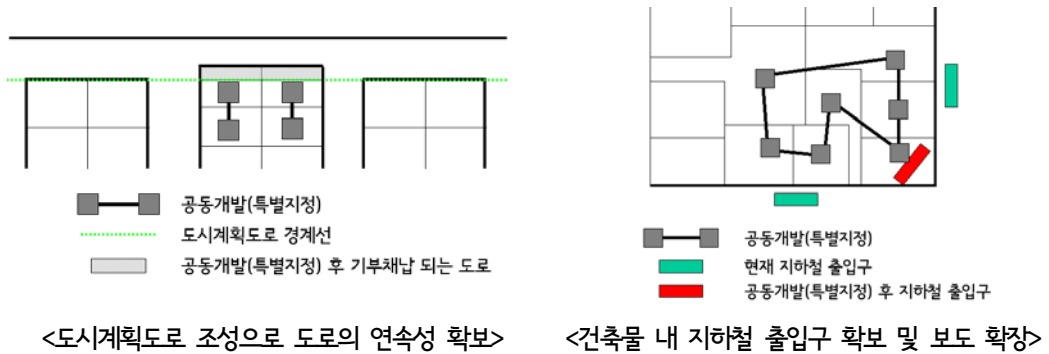 공동개발(특별지정)
도시계획도로 경계선
공동개발(특별지정) 후 기부채납 되는 도로
<도시계획도로 조성으로 도로의 연속성 확보>
공동개발(특별지정)
현재 지하철 출입구
공동개발(특별지정) 후 지하철 출입구
<건축물 내 지하철 출입구 확보 및 보도 확장>